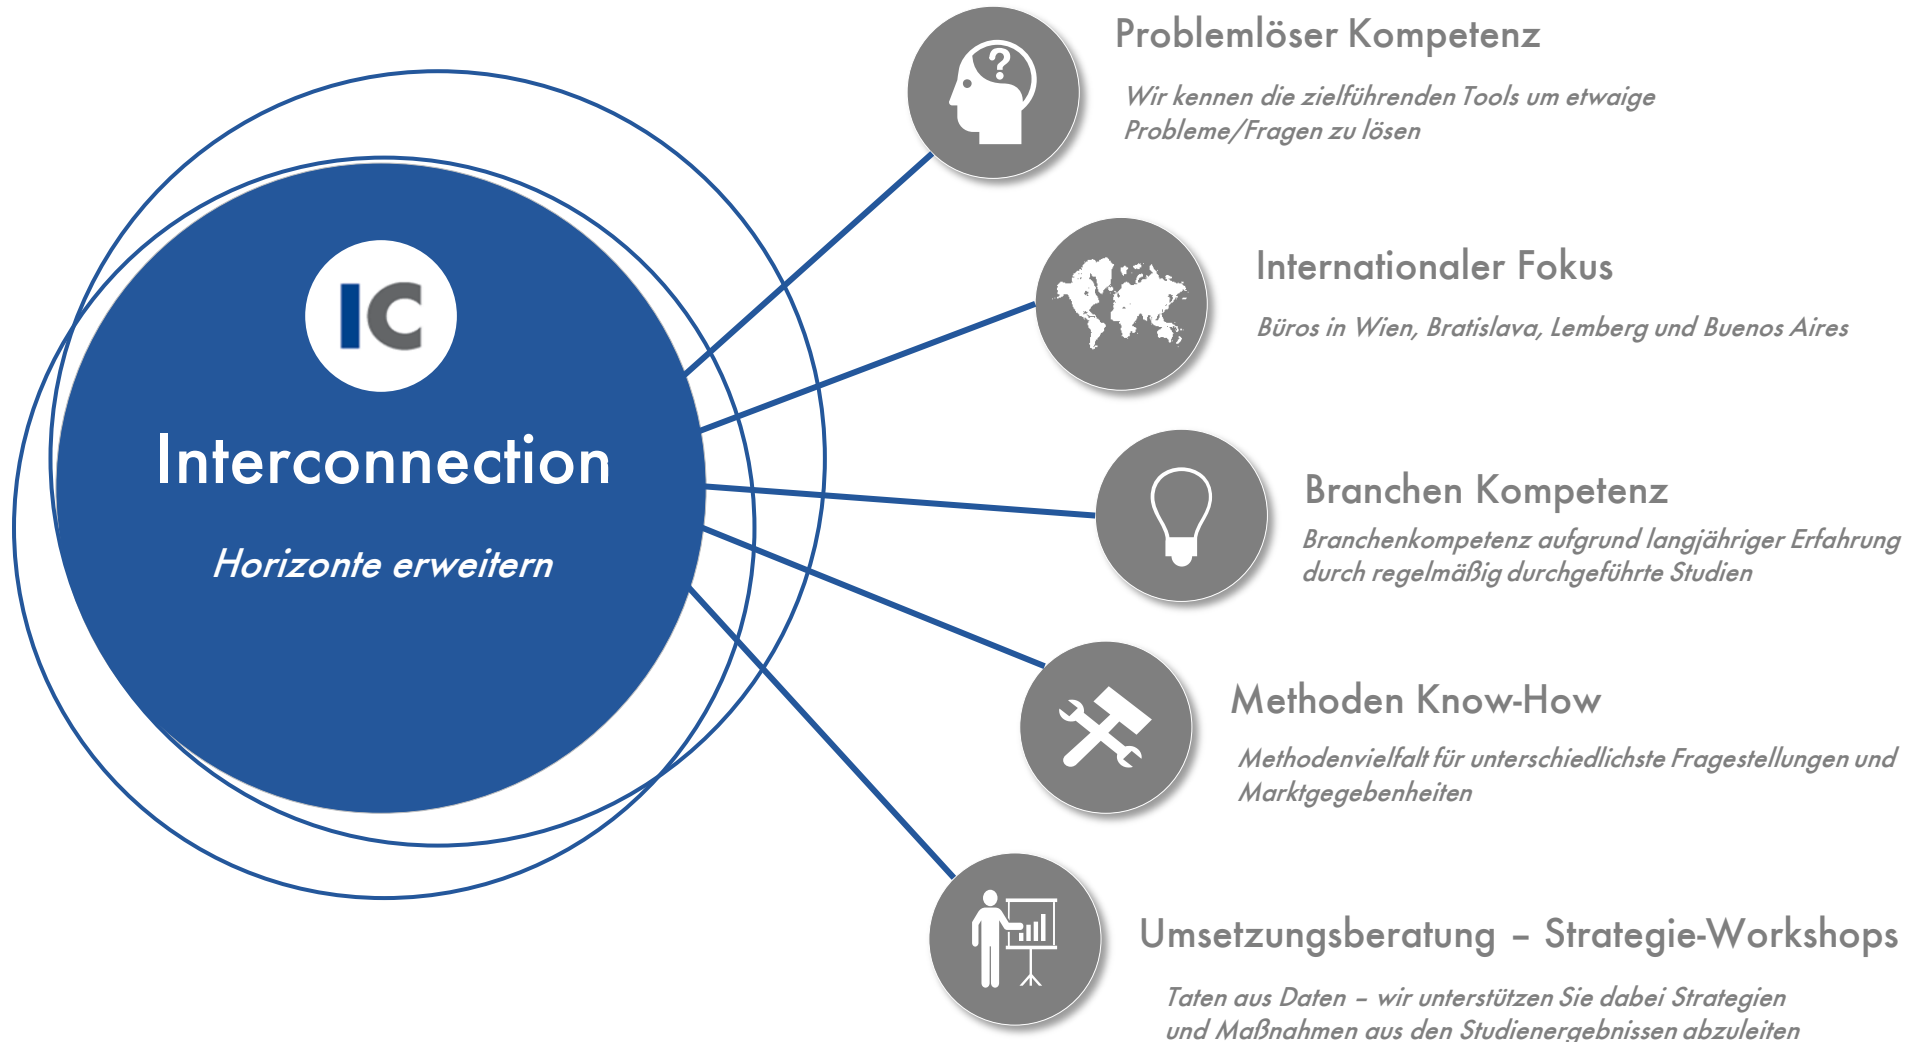 IC
Interconnection
Horizonte erweitern
Problemlöser Kompetenz
Wir kennen die zielführenden Tools um etwaige
Probleme/Fragen zu lösen
Internationaler Fokus
Büros in Wien, Bratislava, Lemberg und Buenos Aires
Branchen Kompetenz
Branchenkompetenz aufgrund langjähriger Erfahrung
durch regelmäßig durchgeführte Studien
Methoden Know-How
Methodenvielfalt für unterschiedlichste Fragestellungen und
Marktgegebenheiten
Umsetzungsberatung – Strategie-Workshops
Taten aus Daten – wir unterstützen Sie dabei Strategien
und Maßnahmen aus den Studienergebnissen abzuleiten